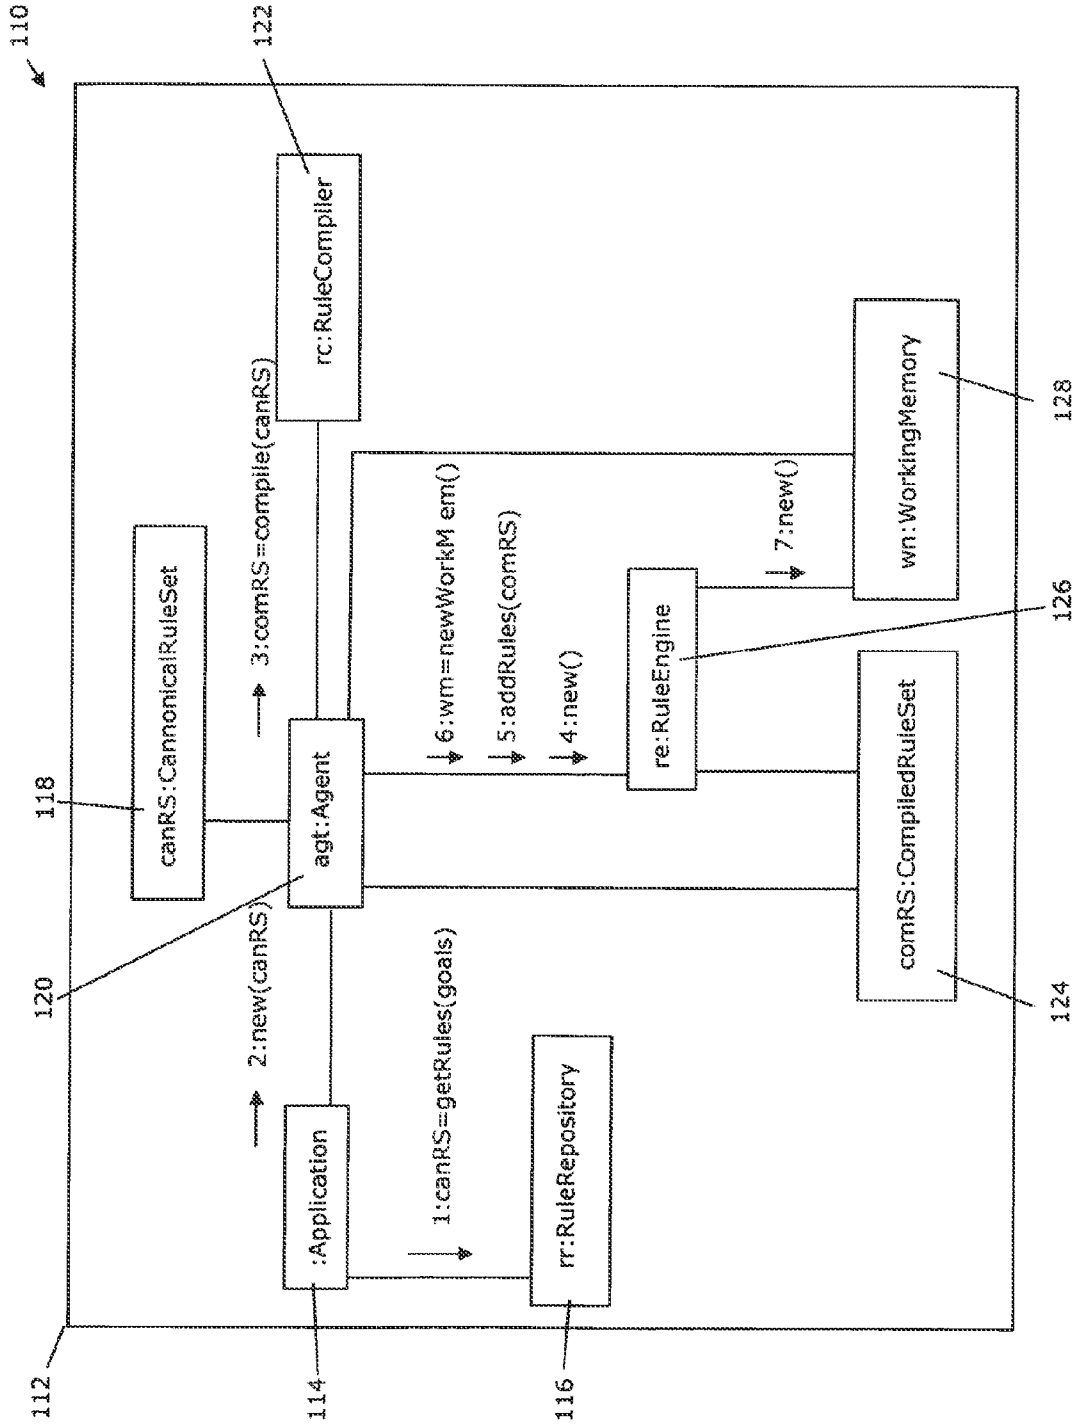 110
112
118
canRS:CannonicalRuleSet
120
2:new(canRS)
3:comRS=compile(canRS)
122
:Application
agt:Agent
rc:RuleCompiler
114
1:canRS=getRules(goals)
6:wm=newWorkM em()
5:addRules(comRS)
4:new()
rr:RuleRepository
116
re:RuleEngine
7:new()
comRS:CompiledRuleSet
wn:WorkingMemory
124
126
128